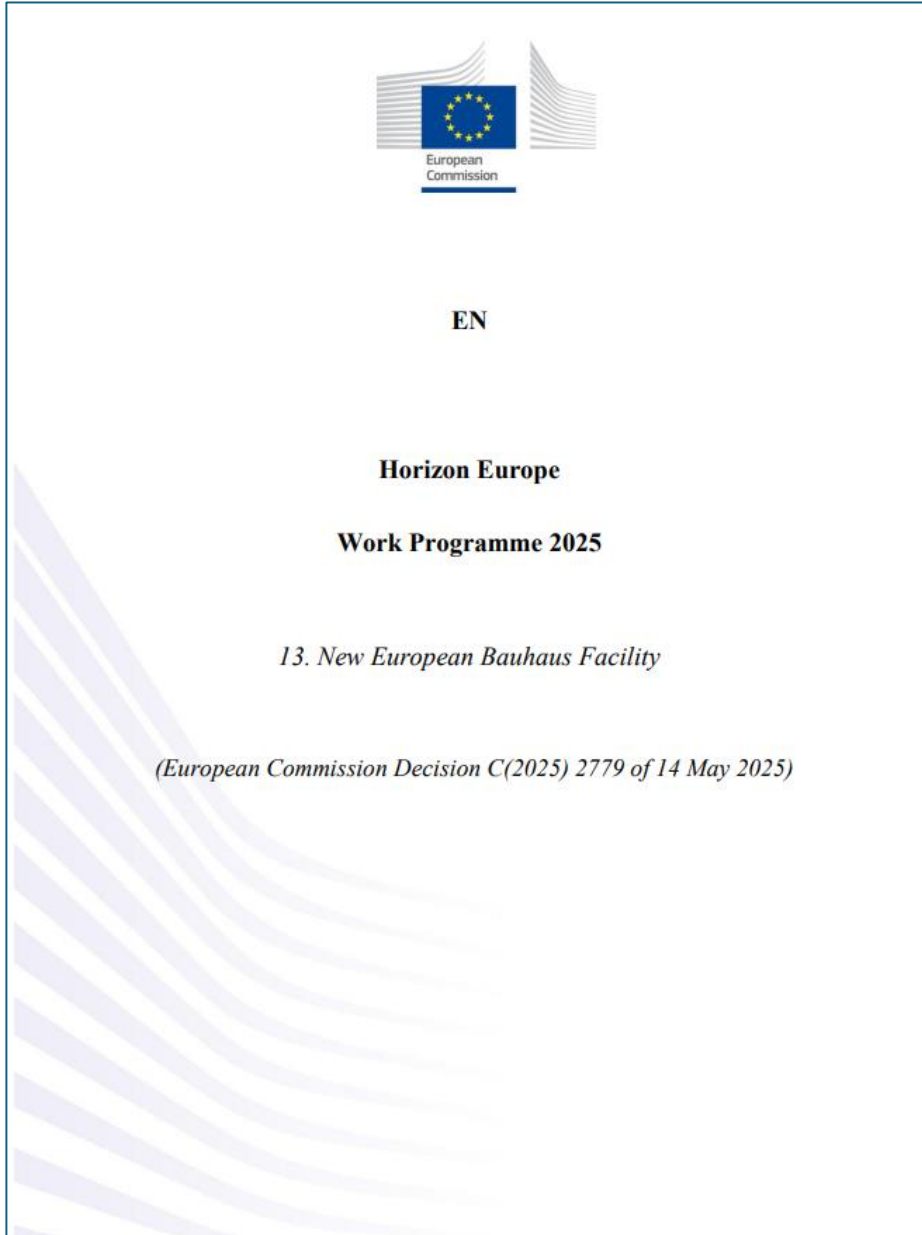 European
Commission
EN
Horizon Europe
Work Programme 2025
13. New European Bauhaus Facility
(European Commission Decision C(2025) 2779 of 14 May 2025)